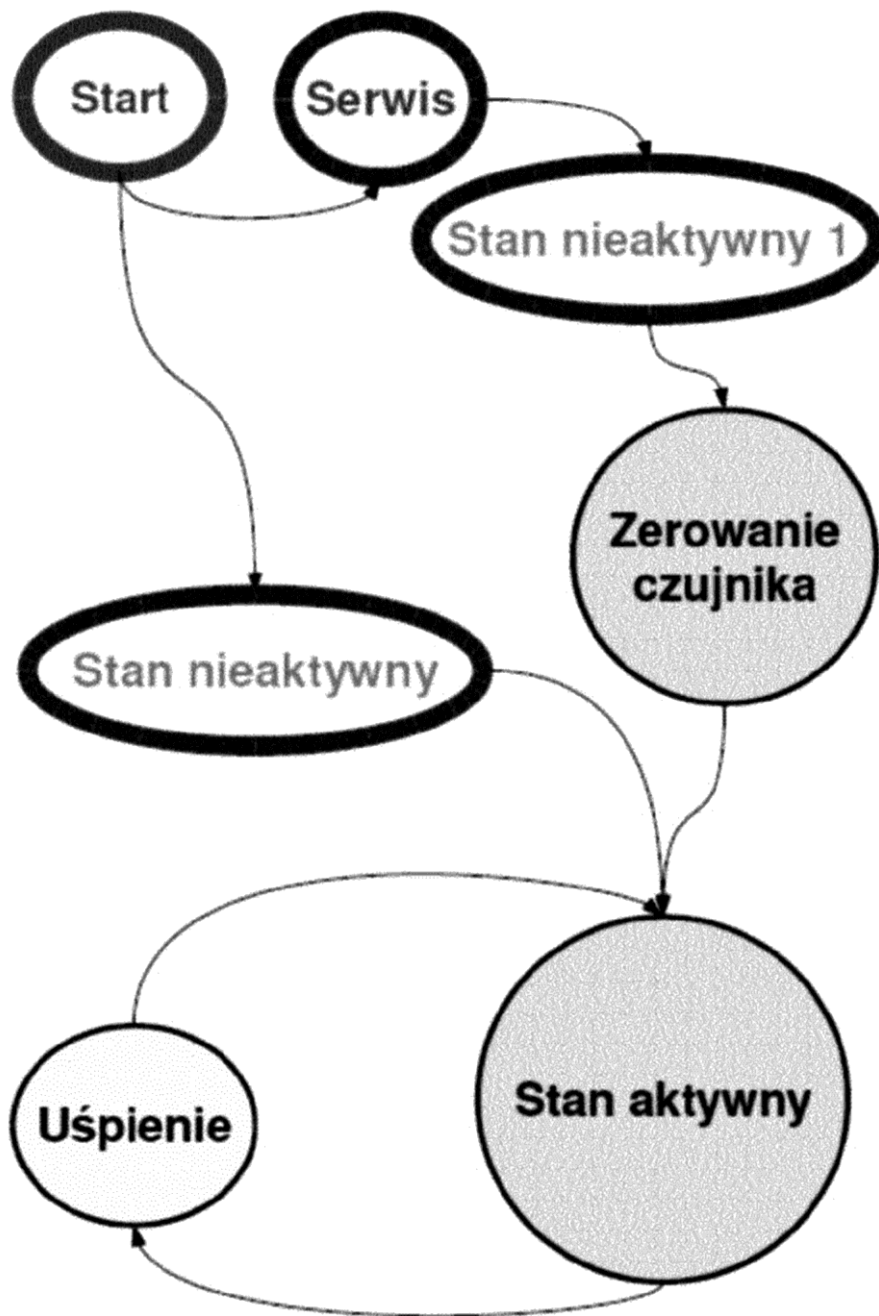 Start
Serwis
Stan nieaktywny 1
Zerowanie
czujnika
Stan nieaktywny
Stan aktywny
Uśpienie